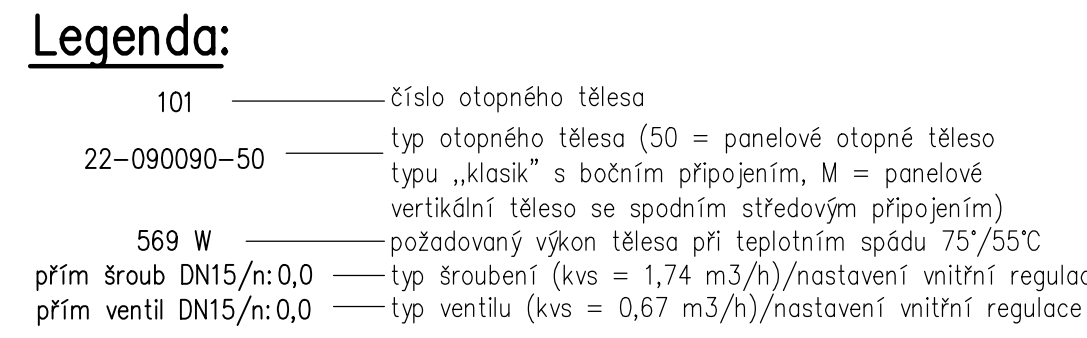 Legenda:
101 číslo otopného tělesa
22-090090-50 typ otopného tělesa (50 = panelové otopné těleso
typu ,,klasik" s bočním připojením, M = panelové
vertikální těleso se spodním středovým připojením)
569 W požadovaný výkon tělesa při teplotním spádu 75°/55°C
přím šroub DN15/n:0,0 typ šroubení (kvs = 1,74 m3/h)/nastavení vnitřní
přím ventil DN15/n:0,0 typ ventilu (kvs = 0,67 m3/h)/nastavení vnitřní regulace